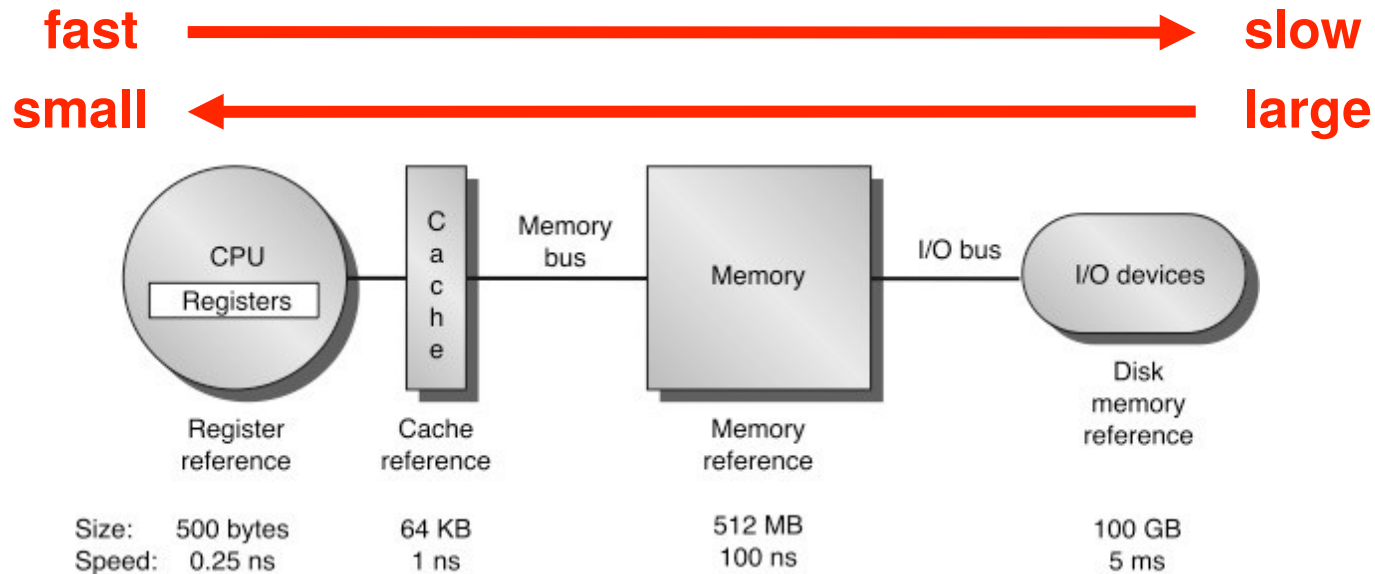 fast slow
small large
CPU
Registers
C
a
c
h
e
Memory
bus
Memory
I/O bus
I/O devices
Register
reference
Cache
reference
Memory
reference
Disk
memory
reference
Size: 500 bytes 64 KB 512 MB 100 GB
Speed: 0.25 ns 1 ns 100 ns 5 ms